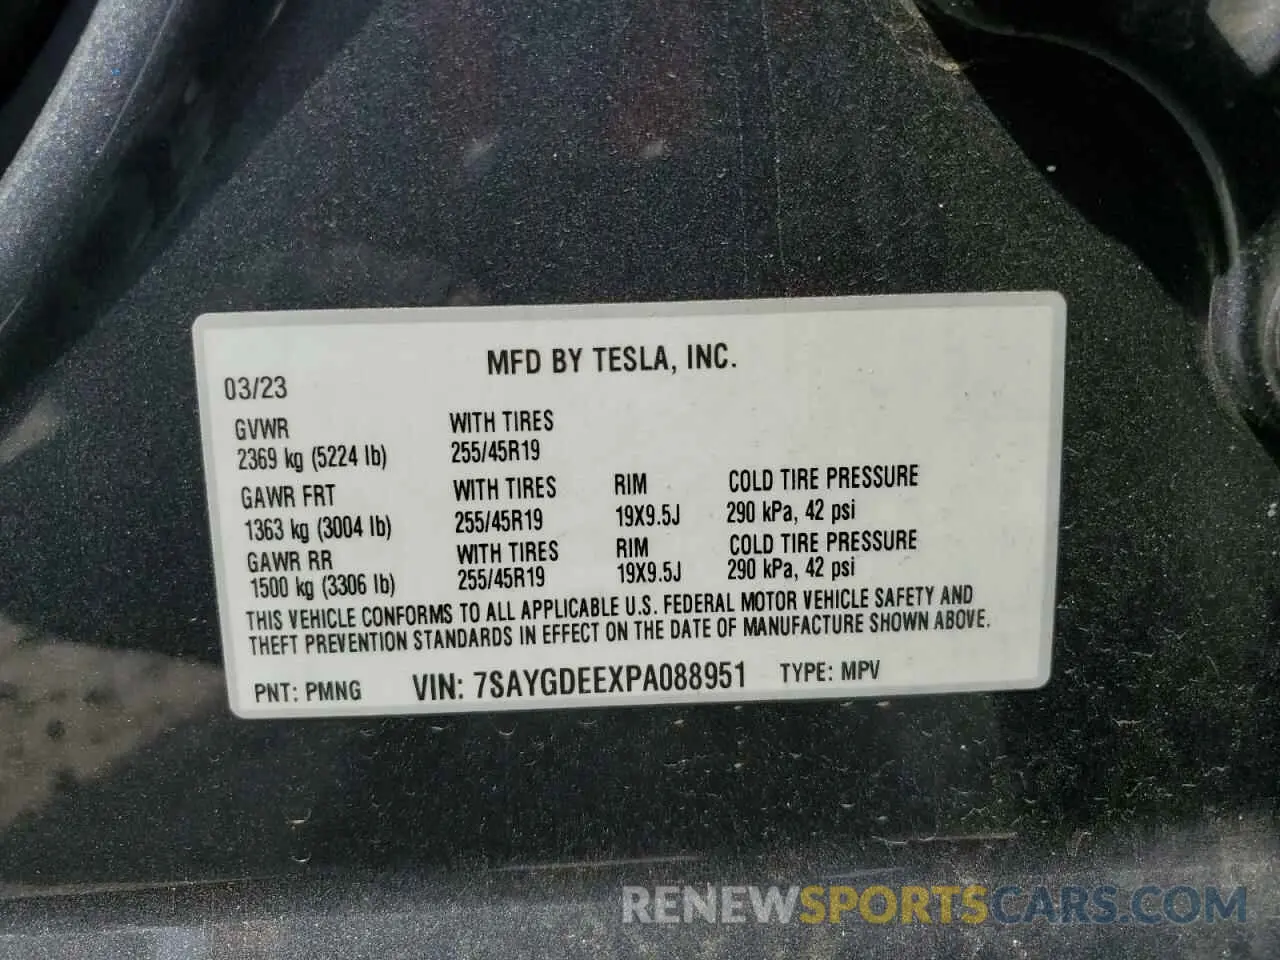 MFD BY TESLA, INC.
03/23
GVWR WITH TIRES
2369 kg (5224 lb) 255/45R19
GAWR FRT WITH TIRES RIM COLD TIRE PRESSURE
1363 kg (3004 lb) 255/45R19 19X9.5J 290 kPa, 42 psi
GAWR RR WITH TIRES RIM COLD TIRE PRESSURE
1500 kg (3306 lb) 255/45R19 19X9.5J 290 kPa, 42 psi
THIS VEHICLE CONFORMS TO ALL APPLICABLE U.S. FEDERAL MOTOR VEHICLE SAFETY AND
THEFT PREVENTION STANDARDS IN EFFECT ON THE DATE OF MANUFACTURE SHOWN ABOVE.
PNT: PMNG VIN: 7SAYGDEEXPA088951 TYPE: MPV
RENEWSPORTSCARS.COM